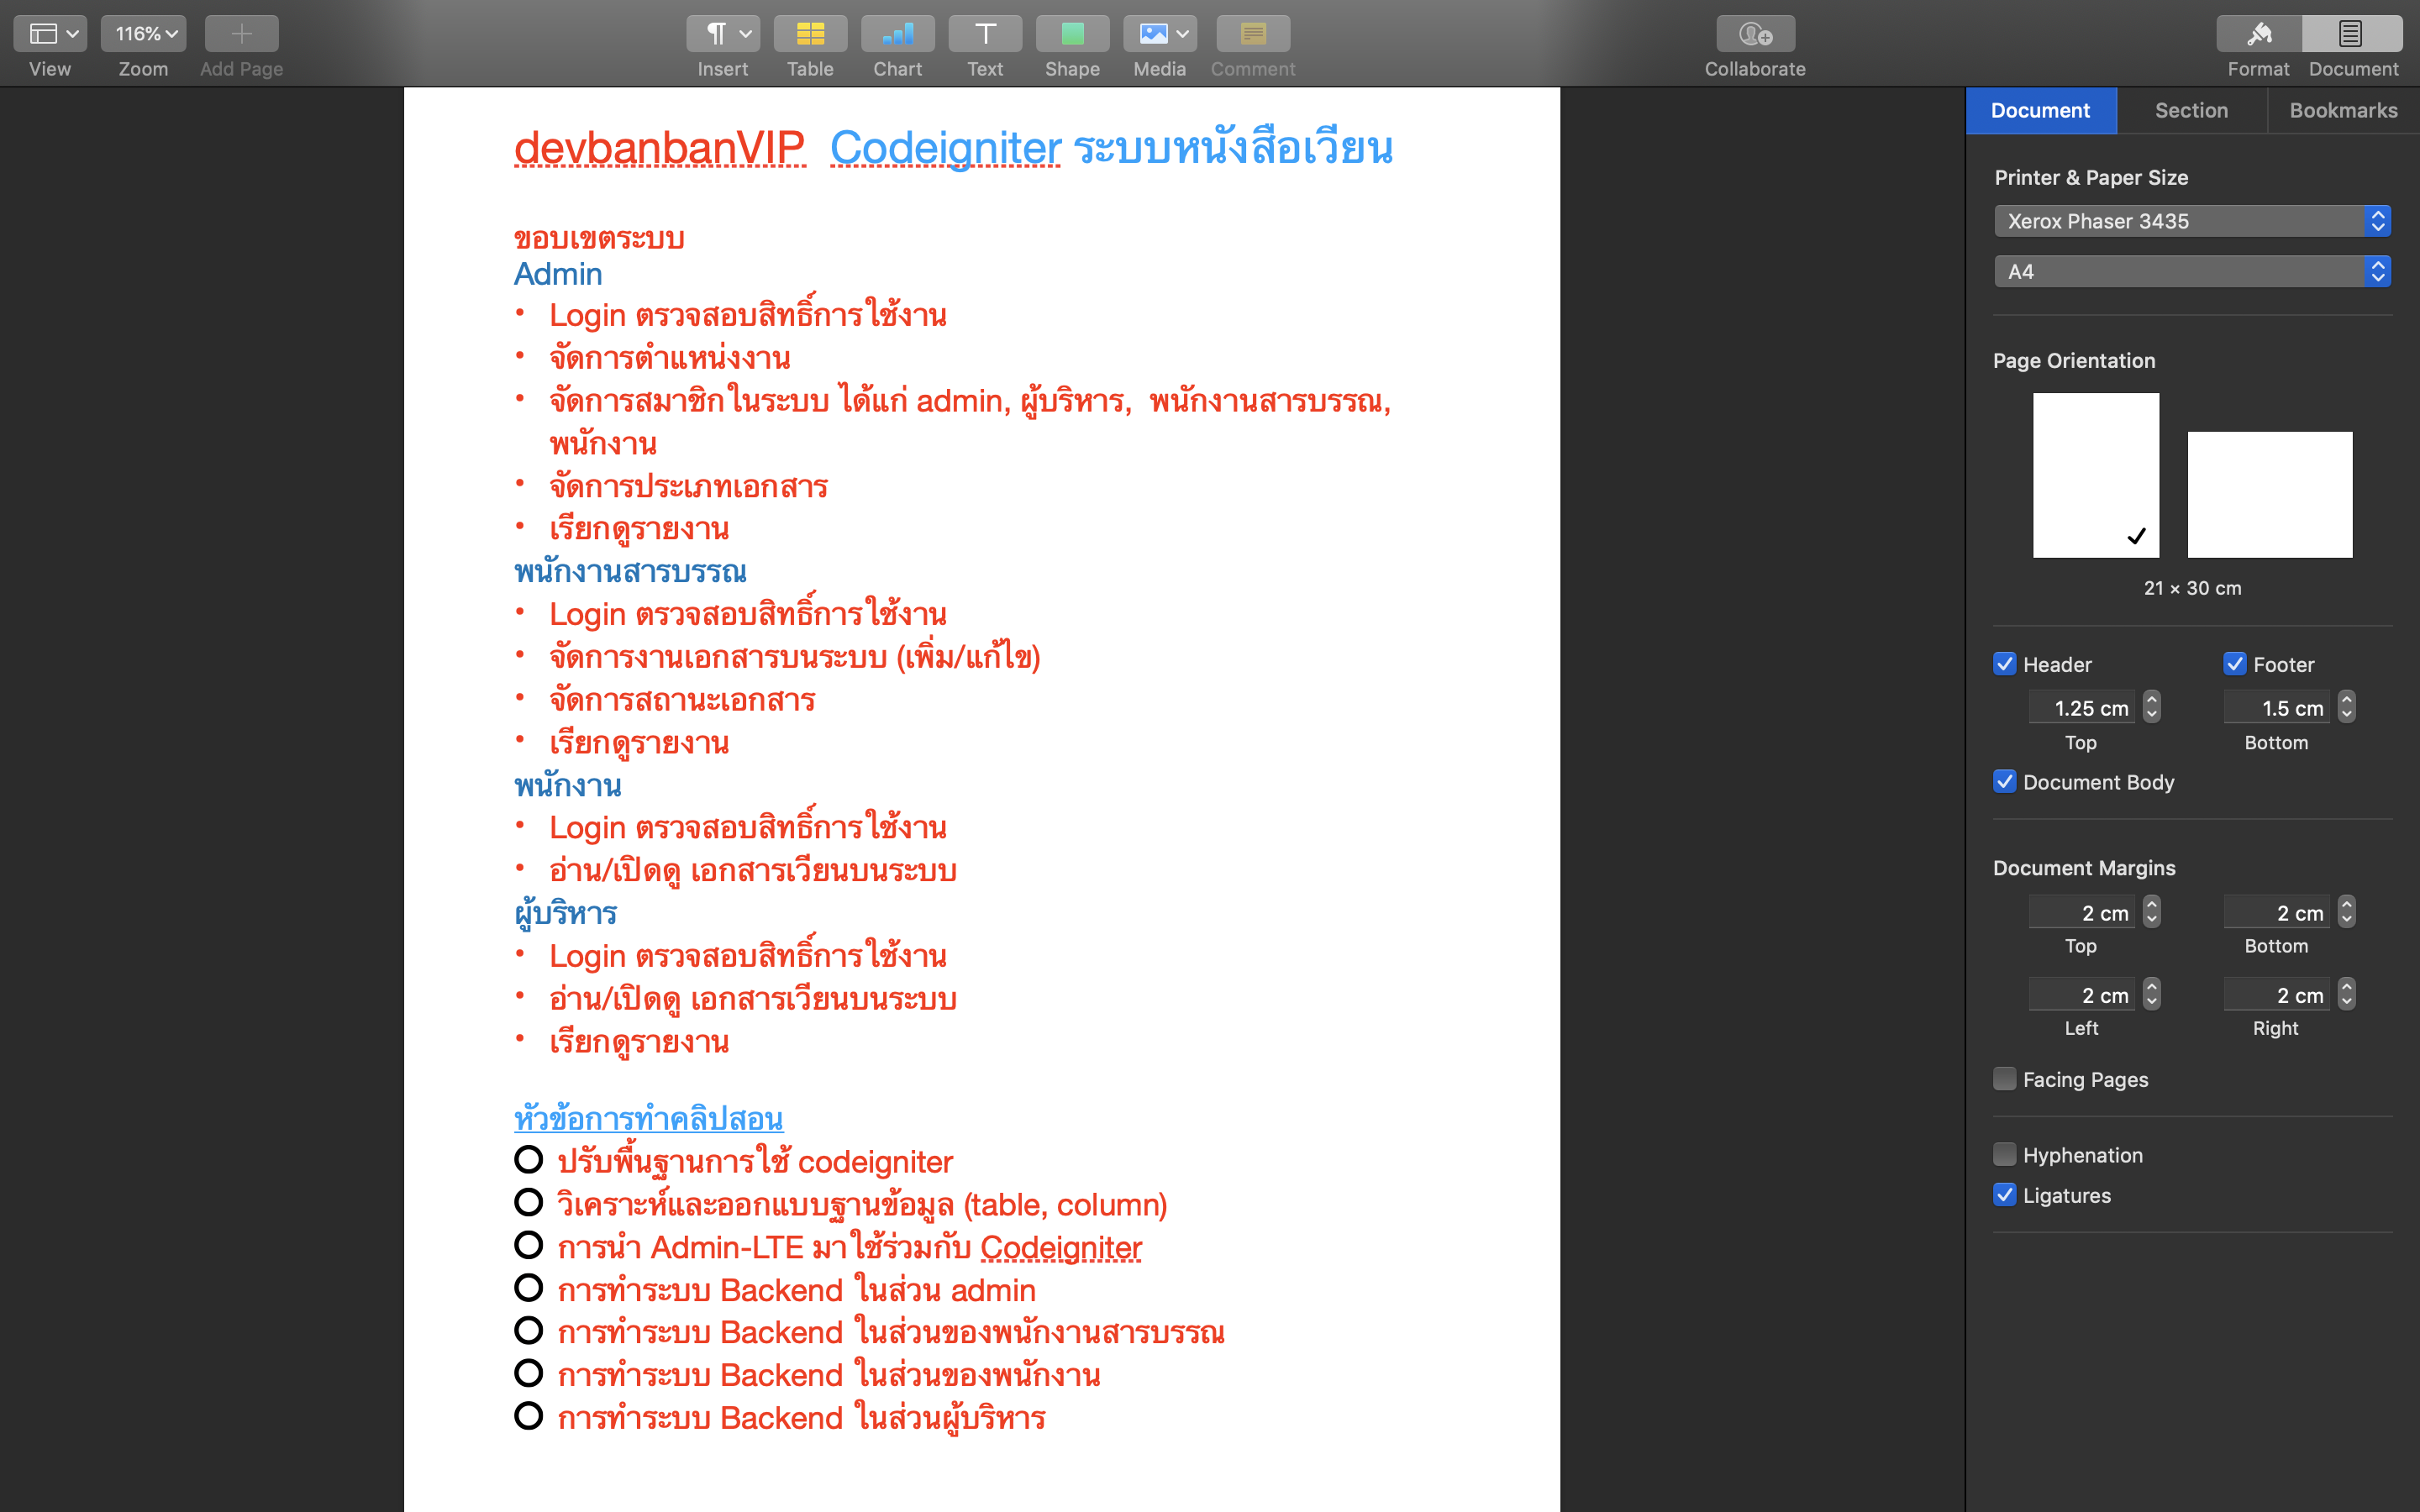 116%
View
Zoom
Add Page
Insert
Table
Chart
Text
Shape
Media
Comment
Collaborate
Format
Document
devbanbanVIP Codeigniter ระบบหนังสือเวียน
ขอบเขตระบบ
Admin
• Login ตรวจสอบสิทธิ์การใช้งาน
• จัดการตำแหน่งงาน
• จัดการสมาชิกในระบบ ได้แก่ admin, ผู้บริหาร, พนักงานสารบรรณ,
พนักงาน
• จัดการประเภทเอกสาร
• เรียกดูรายงาน
พนักงานสารบรรณ
• Login ตรวจสอบสิทธิ์การใช้งาน
• จัดการงานเอกสารบนระบบ (เพิ่ม/แก้ไข)
• จัดการสถานะเอกสาร
• เรียกดูรายงาน
พนักงาน
• Login ตรวจสอบสิทธิ์การใช้งาน
• อ่าน/เปิดดู เอกสารเวียนบนระบบ
ผู้บริหาร
• Login ตรวจสอบสิทธิ์การใช้งาน
• อ่าน/เปิดดู เอกสารเวียนบนระบบ
• เรียกดูรายงาน
หัวข้อการทำคลิปสอน
ปรับพื้นฐานการใช้ codeigniter
วิเคราะห์และออกแบบฐานข้อมูล (table, column)
การนำ Admin-LTE มาใช้ร่วมกับ Codeigniter
การทำระบบ Backend ในส่วน admin
การทำระบบ Backend ในส่วนของพนักงานสารบรรณ
การทำระบบ Backend ในส่วนของพนักงาน
การทำระบบ Backend ในส่วนผู้บริหาร
Document
Section
Bookmarks
Printer & Paper Size
Xerox Phaser 3435
A4
Page Orientation
21 × 30 cm
Header
Footer
1.25 cm
1.5 cm
Top
Bottom
Document Body
Document Margins
2 cm
2 cm
Top
Bottom
2 cm
2 cm
Left
Right
Facing Pages
Hyphenation
Ligatures